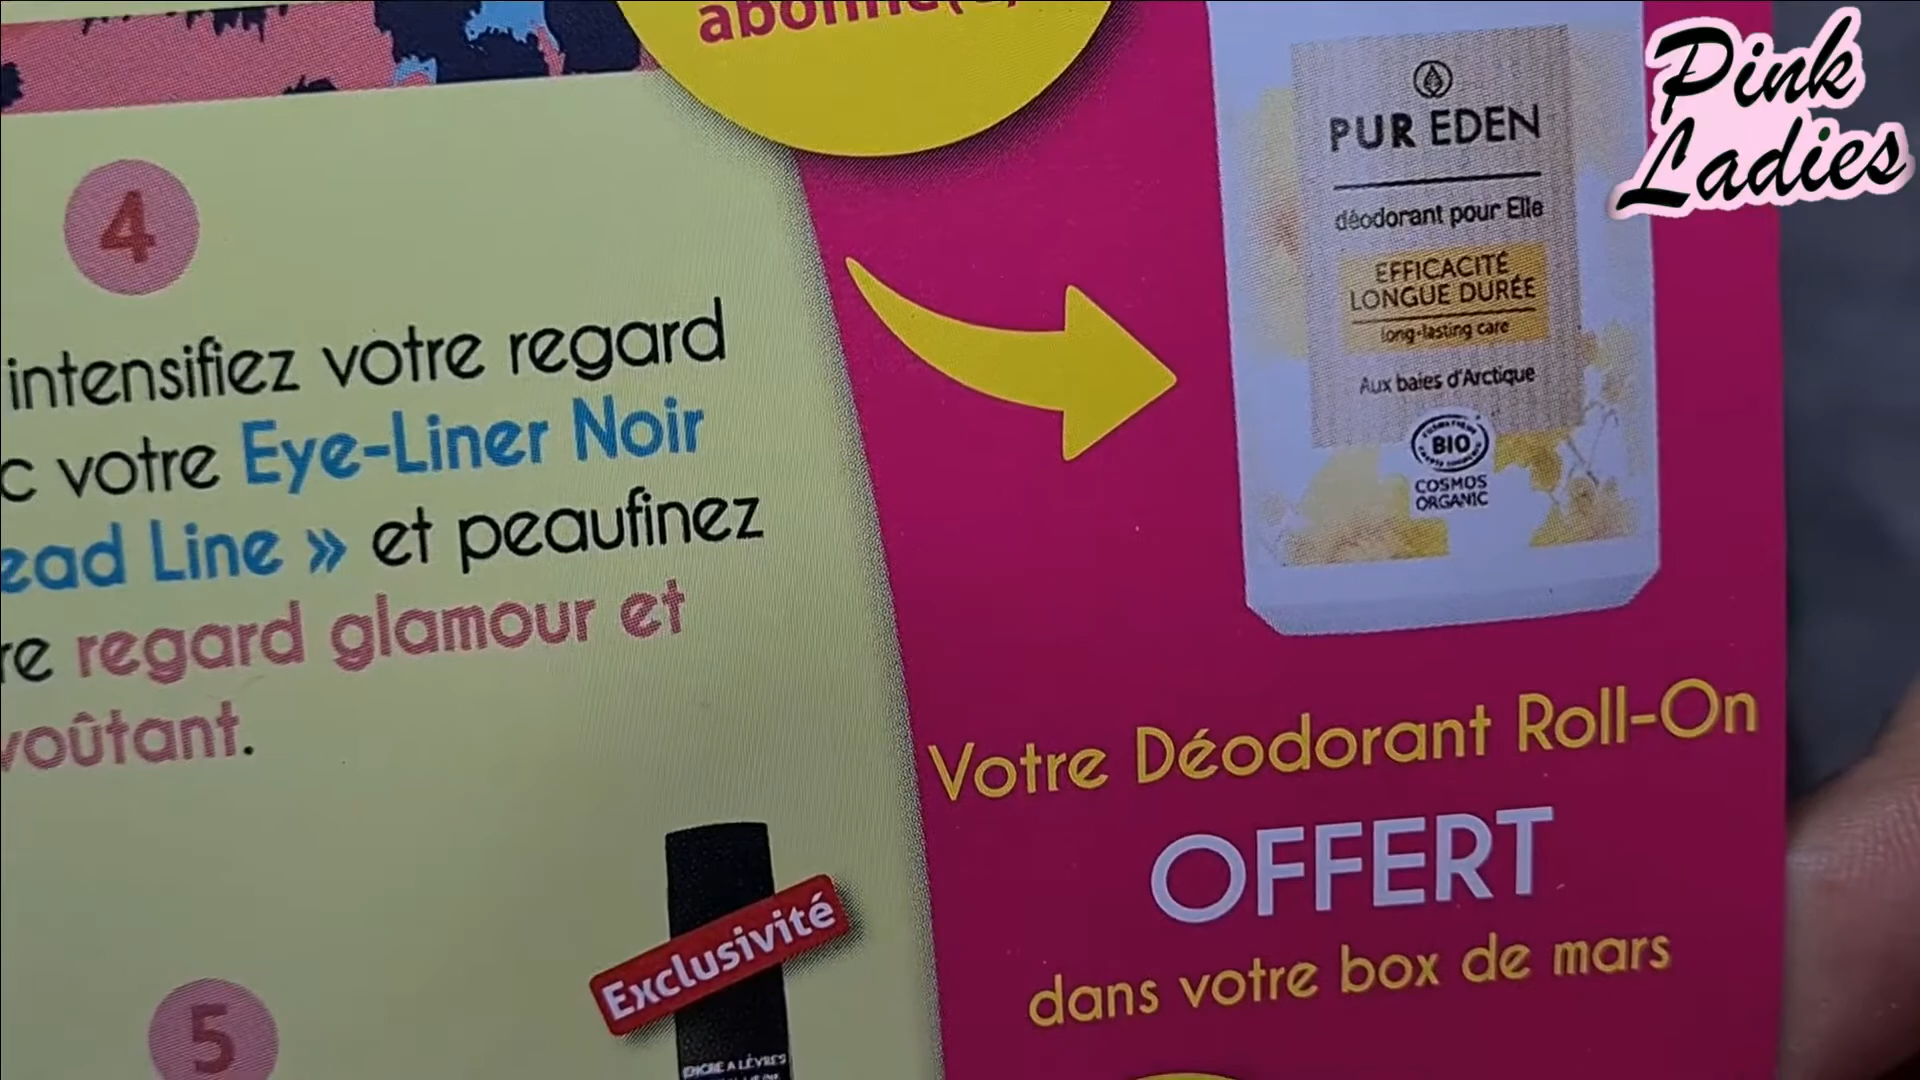 4
intensifiez votre regard
votre Eye-Liner Noir
Line » et peaufinez
regard glamour et
voûtant.
Exclusivité
5
PUR EDEN
déodorant pour Elle
EFFICACITÉ
LONGUE DURÉE
long-lasting care
Aux baies d'Arctique
BIO
COSMOS
ORGANIC
Votre Déodorant Roll-On
OFFERT
dans votre box de mars
Pink
Ladies